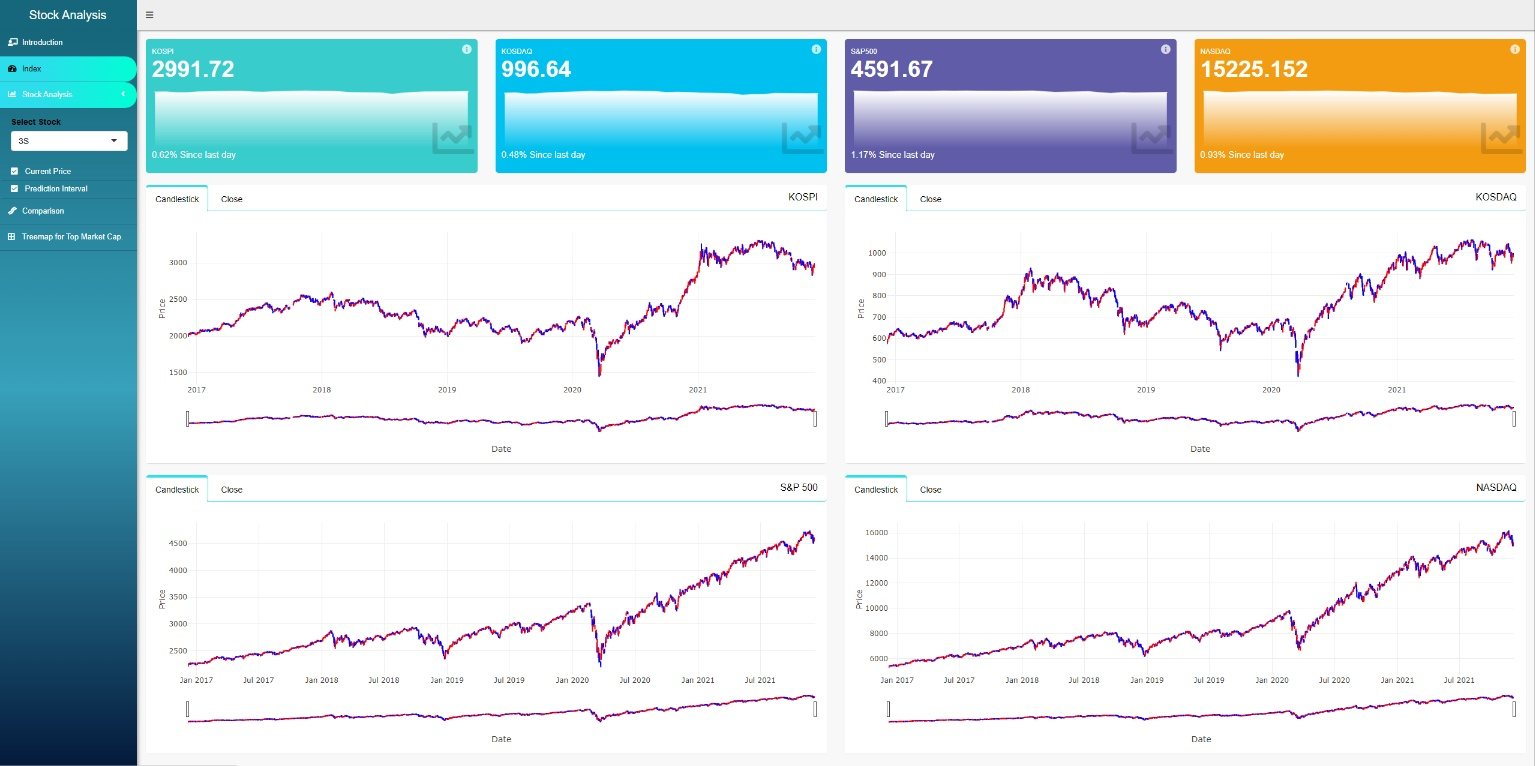 Stock Analysis
Introduction
Index
Stock Analysis
Select Stock
3S
Current Price
Prediction Interval
Comparison
Treemap for Top Market Cap.
KOSPI
2991.72
0.62% Since last day
KOSDAQ
996.64
0.48% Since last day
S&P500
4591.67
1.17% Since last day
NASDAQ
15225.152
0.93% Since last day
Candlestick Close KOSPI
Price
3000
2500
2000
1500
2017 2018 2019 2020 2021
Date
Candlestick Close KOSDAQ
Price
1000
900
800
700
600
500
400
2017 2018 2019 2020 2021
Date
Candlestick Close S&P 500
Price
4500
4000
3500
3000
2500
Jan 2017 Jul 2017 Jan 2018 Jul 2018 Jan 2019 Jul 2019 Jan 2020 Jul 2020 Jan 2021 Jul 2021
Date
Candlestick Close NASDAQ
Price
16000
14000
12000
10000
8000
6000
Jan 2017 Jul 2017 Jan 2018 Jul 2018 Jan 2019 Jul 2019 Jan 2020 Jul 2020 Jan 2021 Jul 2021
Date